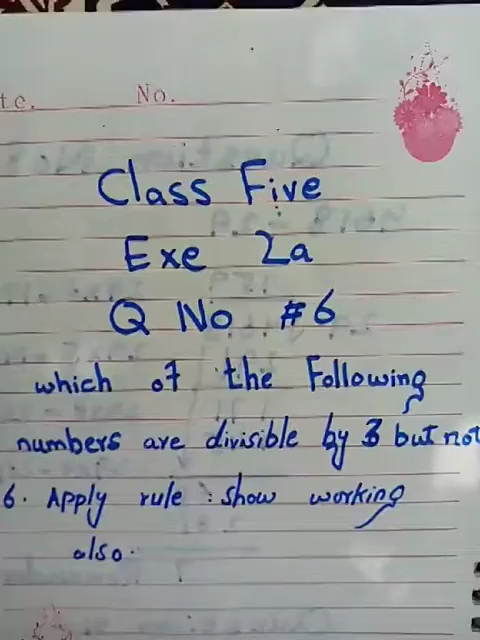 te. No.
Class Five
Exe 2a
Q No #6
which of the Following
numbers are divisible by 3 but not
6. Apply rule : show working
also.